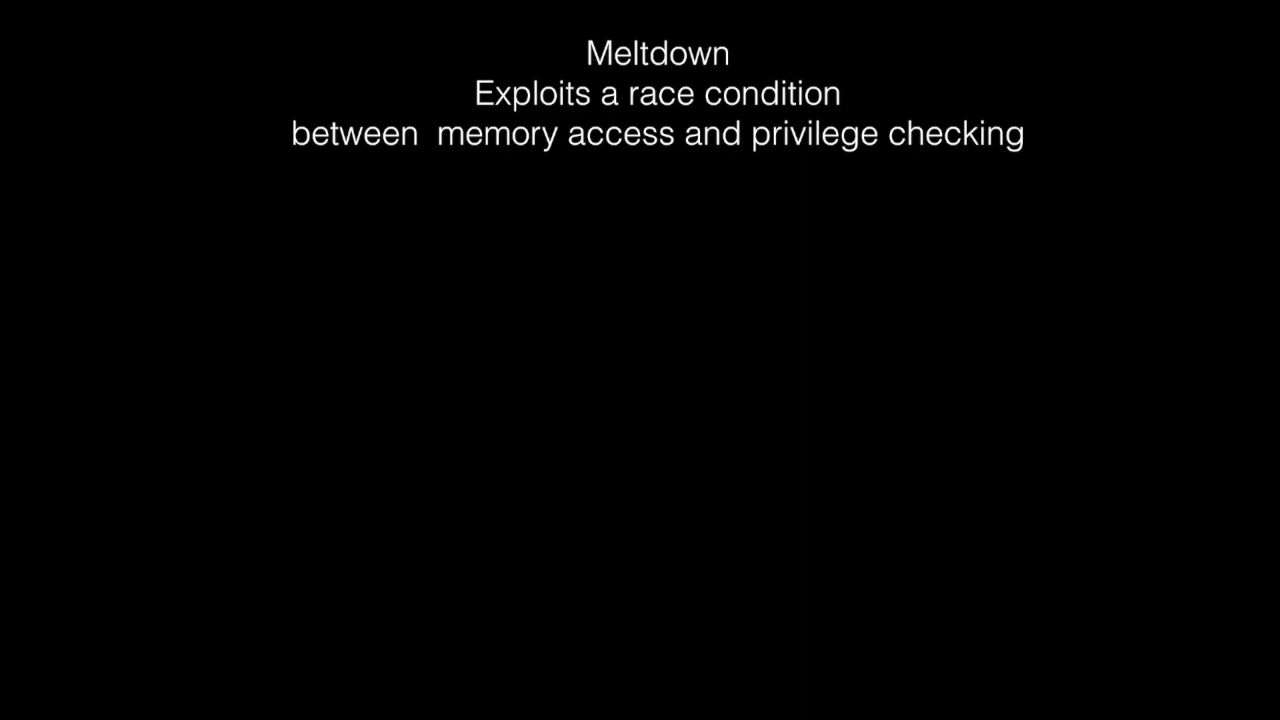 Meltdown
Exploits a race condition
between  memory access and privilege checking